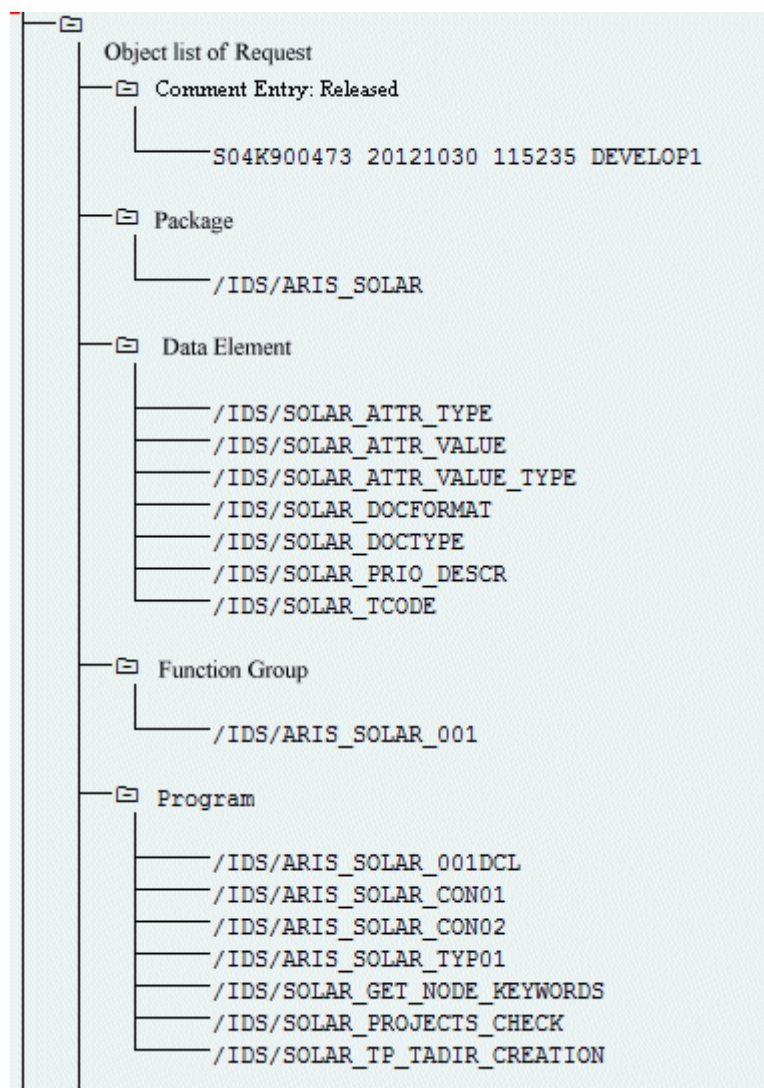 Object list of Request
Comment Entry: Released
S04K900473 20121030 115235 DEVELOP1
Package
/IDS/ARIS_SOLAR
Data Element
/IDS/SOLAR_ATTR_TYPE
/IDS/SOLAR_ATTR_VALUE
/IDS/SOLAR_ATTR_VALUE_TYPE
/IDS/SOLAR_DOCFORMAT
/IDS/SOLAR_DOCTYPE
/IDS/SOLAR_PRIO_DESCR
/IDS/SOLAR_TCODE
Function Group
/IDS/ARIS_SOLAR_001
Program
/IDS/ARIS_SOLAR_001DCL
/IDS/ARIS_SOLAR_CON01
/IDS/ARIS_SOLAR_CON02
/IDS/ARIS_SOLAR_TYP01
/IDS/SOLAR_GET_NODE_KEYWORDS
/IDS/SOLAR_PROJECTS_CHECK
/IDS/SOLAR_TP_TADIR_CREATION